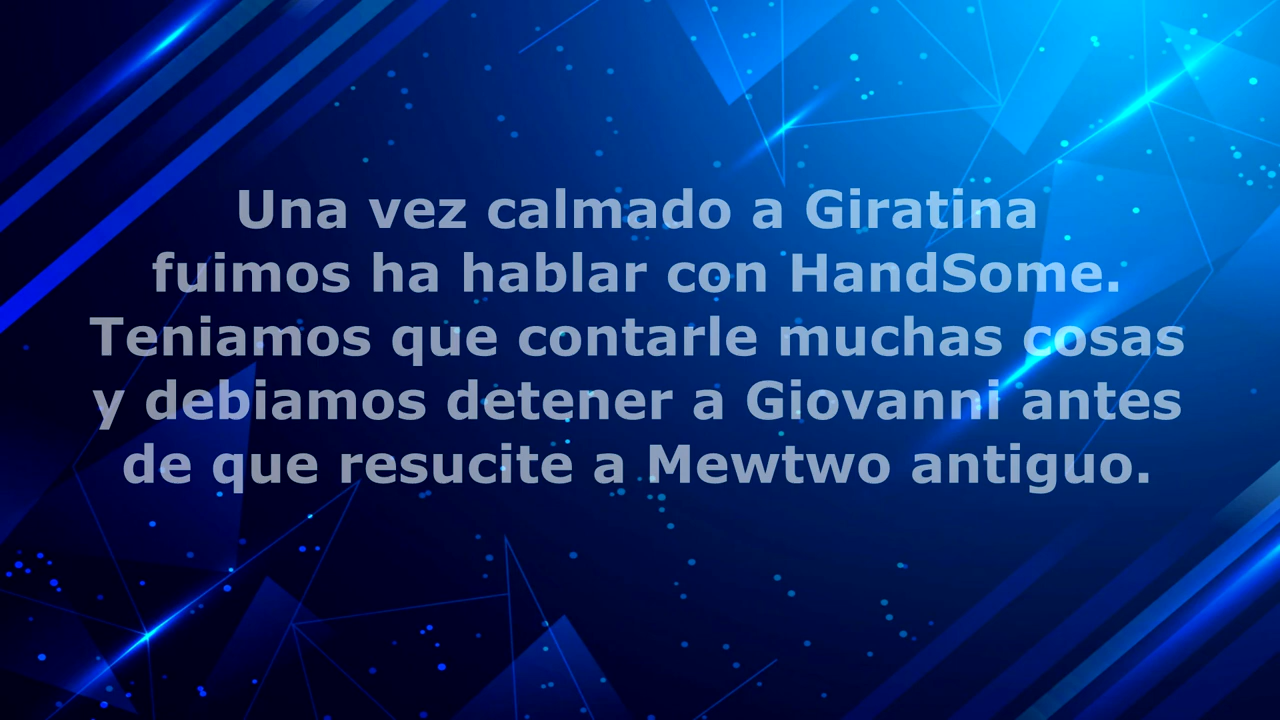 Una vez calmado a Giratina
fuimos ha hablar con HandSome.
Teniamos que contarle muchas cosas
y debiamos detener a Giovanni antes
de que resucite a Mewtwo antiguo.